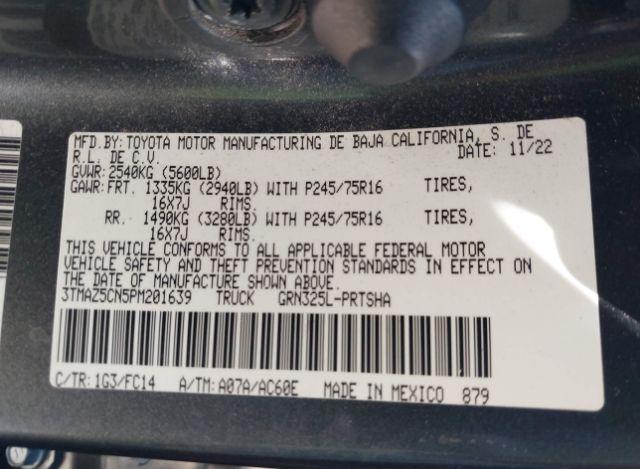 MFD.BY: TOYOTA MOTOR MANUFACTURING DE BAJA CALIFORNIA, S. DE
R.L. DE C.V. DATE: 11/22
GVWR: 2540KG (5600LB)
GAWR: FRT. 1335KG (2940LB) WITH P245/75R16 TIRES,
16X7J RIMS.
RR. 1490KG (3280LB) WITH P245/75R16 TIRES,
16X7J RIMS.
THIS VEHICLE CONFORMS TO ALL APPLICABLE FEDERAL MOTOR
VEHICLE SAFETY AND THEFT PREVENTION STANDARDS IN EFFECT ON
THE DATE OF MANUFACTURE SHOWN ABOVE.
3TMAZ5CN5PM201639 TRUCK GRN325L-PRTSHA
C/TR: 1G3/FC14 A/TM: A07A/AC60E MADE IN MEXICO 879